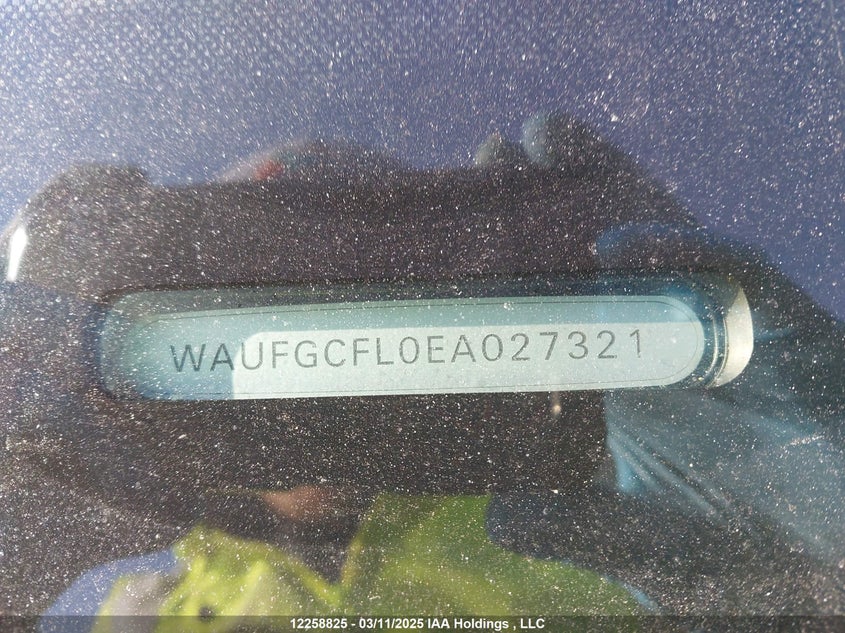 WAUFGCFL0EA027321
12258825 - 03/11/2025 IAA Holdings , LLC